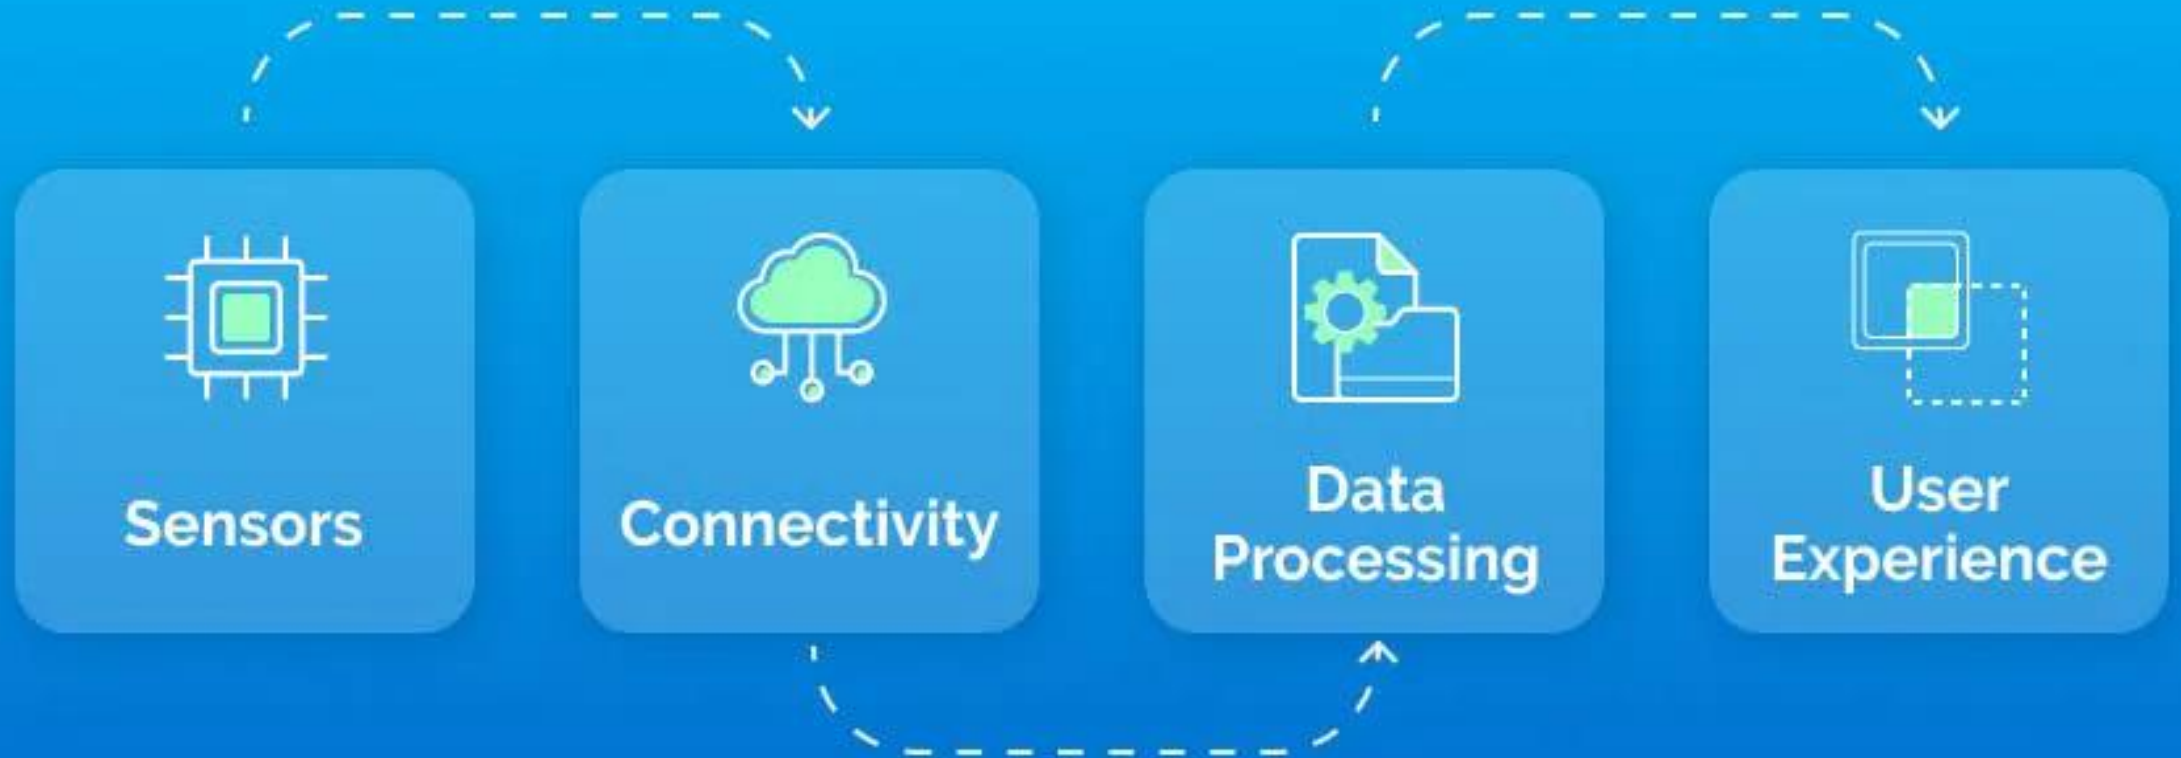 Sensors
Connectivity
Data
Processing
User
Experience